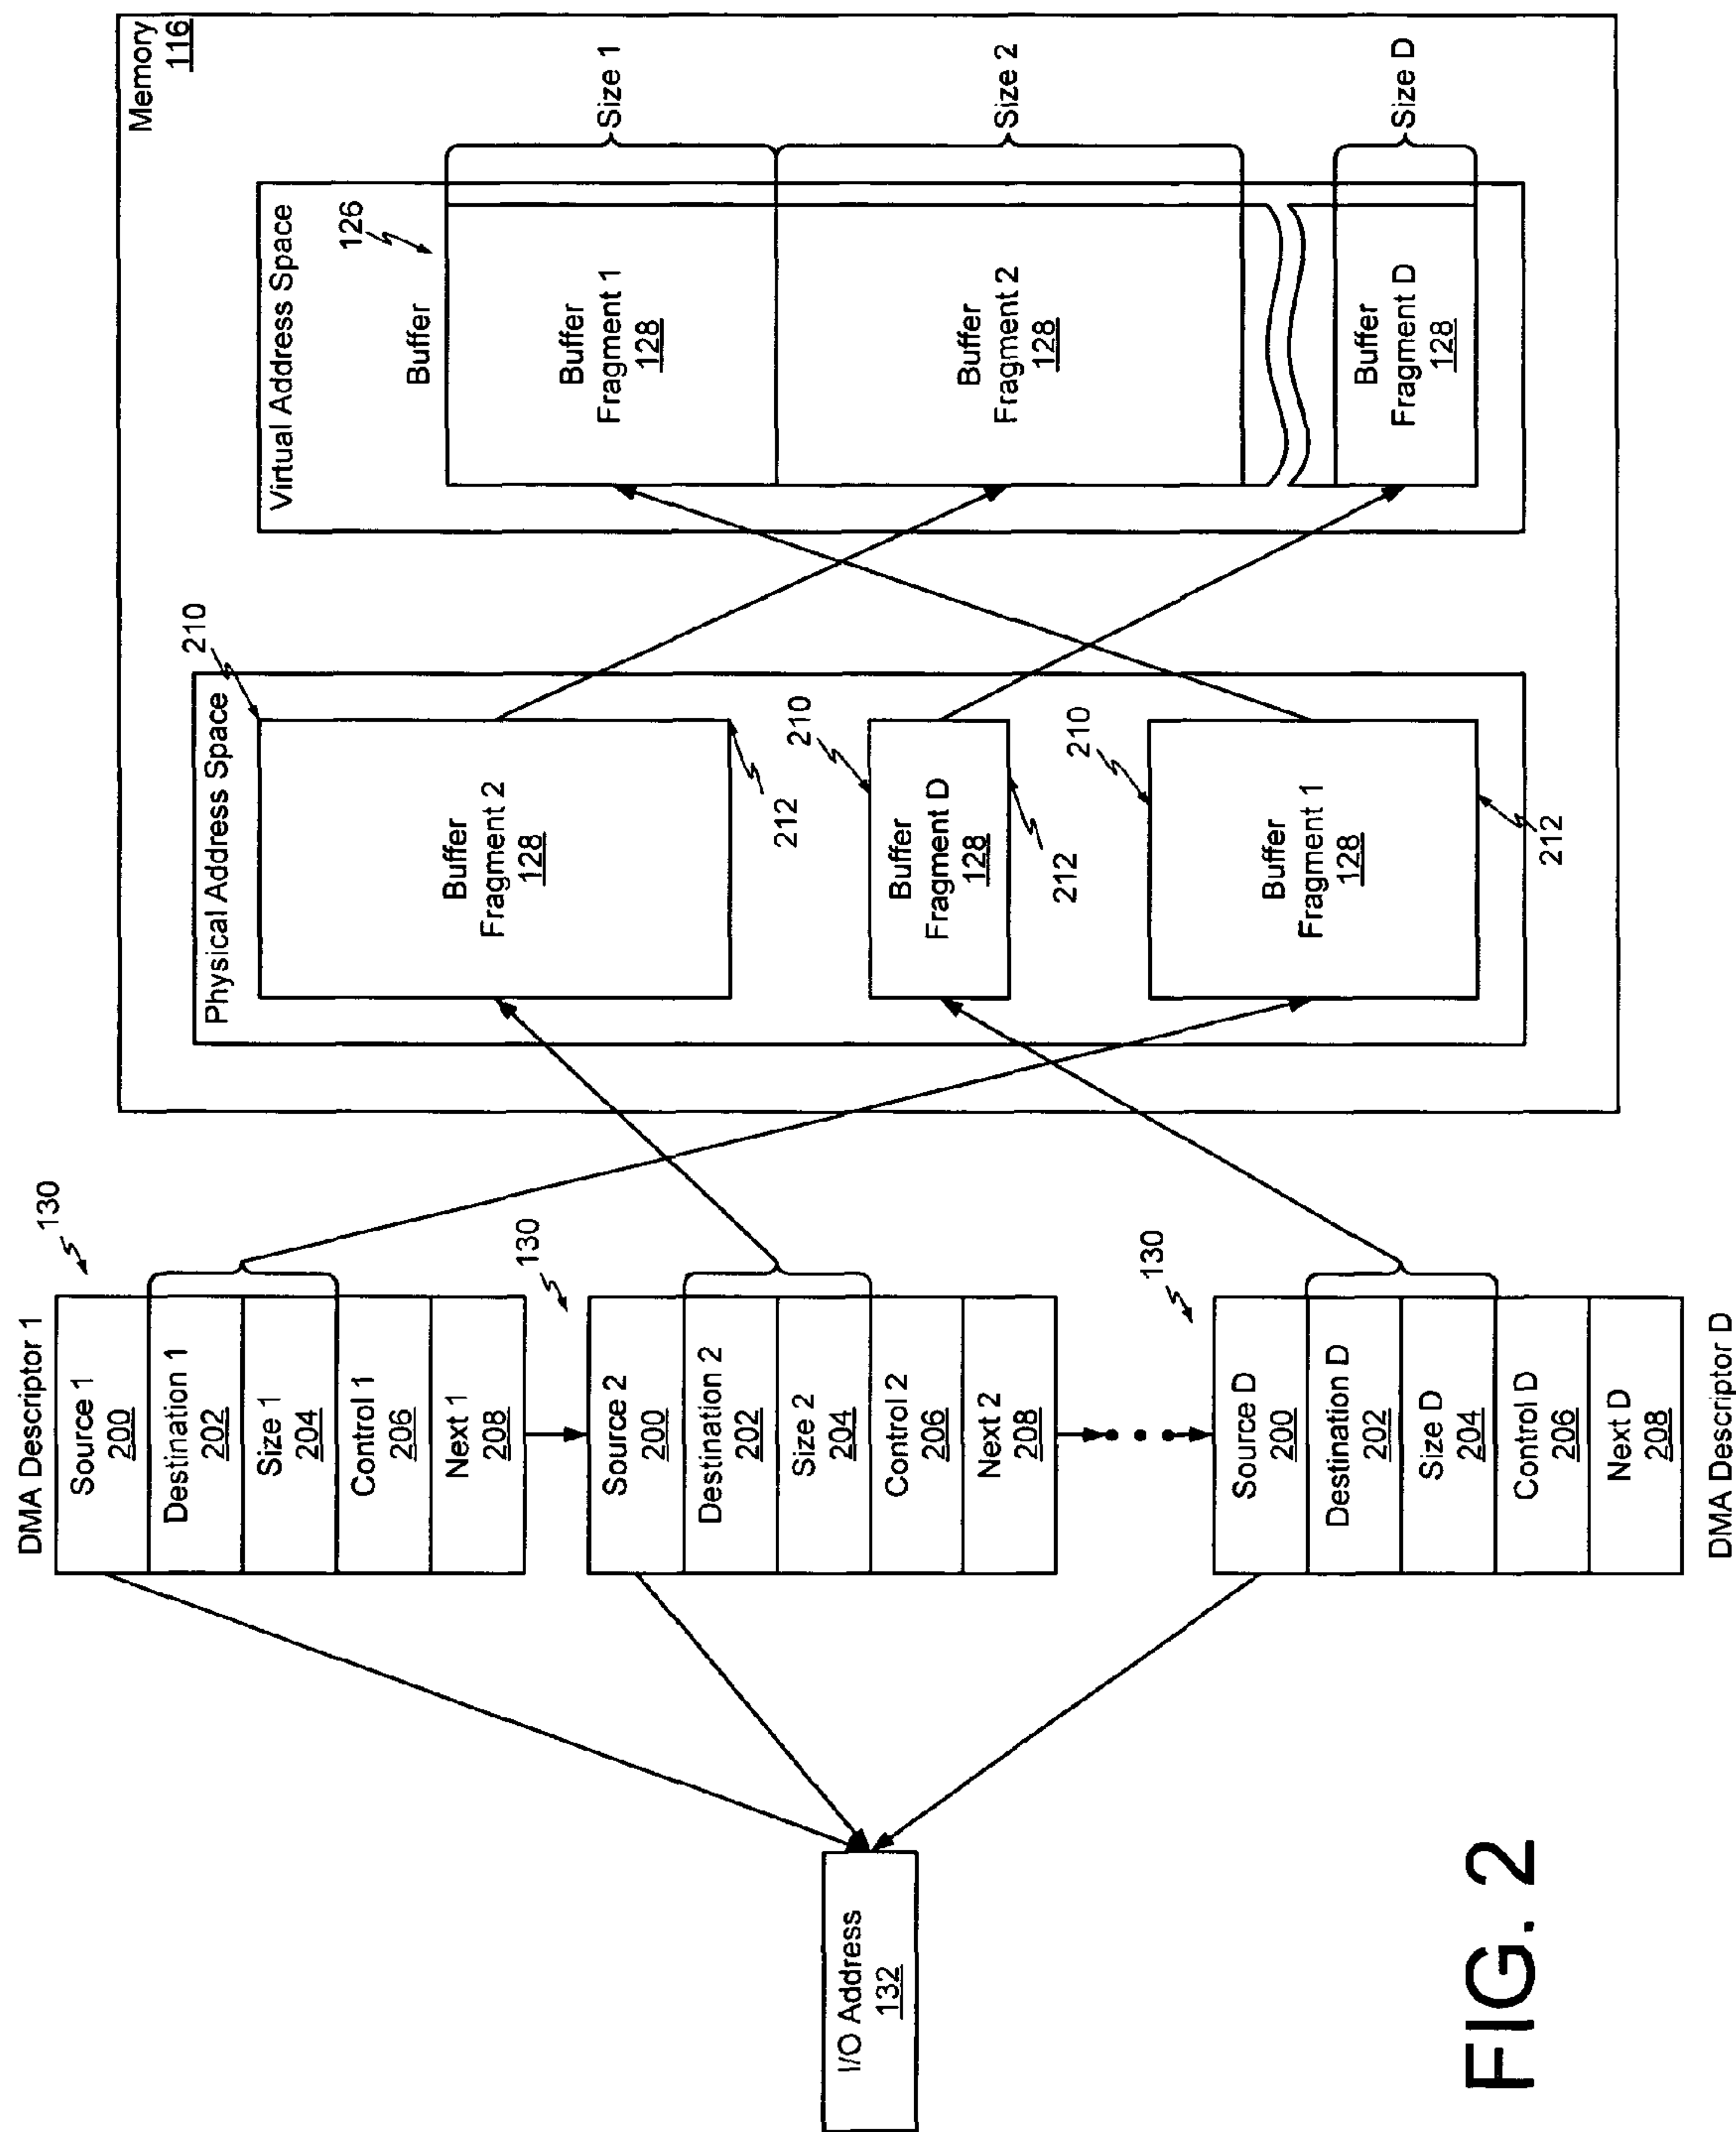 DMA Descriptor 1
130
Source 1
200
Destination 1
202
Size 1
204
Control 1
206
Next 1
208
130
Source 2
200
Destination 2
202
Size 2
204
Control 2
206
Next 2
208
130
Source D
200
Destination D
202
Size D
204
Control D
206
Next D
208
DMA Descriptor D
I/O Address
132
Memory
116
Physical Address Space
210
Buffer
Fragment 2
128
212
210
Buffer
Fragment D
128
212
210
Buffer
Fragment 1
128
212
Virtual Address Space
Buffer
126
Buffer
Fragment 1
128
Size 1
Buffer
Fragment 2
128
Size 2
Buffer
Fragment D
128
Size D
FIG. 2